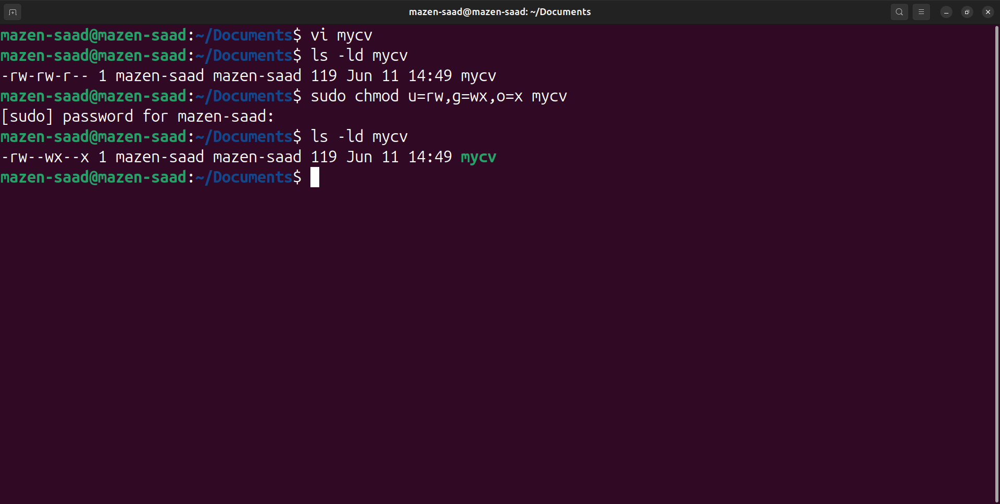 mazen-saad@mazen-saad: ~/Documents
mazen-saad@mazen-saad:~/Documents$ vi mycv
mazen-saad@mazen-saad:~/Documents$ ls -ld mycv
-rw-rw-r-- 1 mazen-saad mazen-saad 119 Jun 11 14:49 mycv
mazen-saad@mazen-saad:~/Documents$ sudo chmod u=rw,g=wx,o=x mycv
[sudo] password for mazen-saad:
mazen-saad@mazen-saad:~/Documents$ ls -ld mycv
-rw--wx--x 1 mazen-saad mazen-saad 119 Jun 11 14:49 mycv
mazen-saad@mazen-saad:~/Documents$